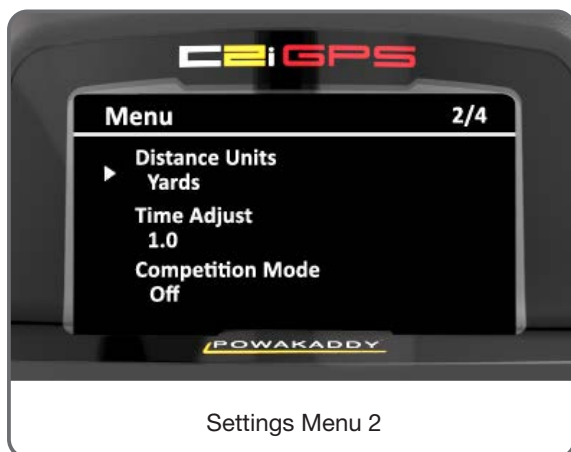 C2i GPS
Menu 2/4
Distance Units
Yards
Time Adjust
1.0
Competition Mode
Off
POWAKADDY
Settings Menu 2